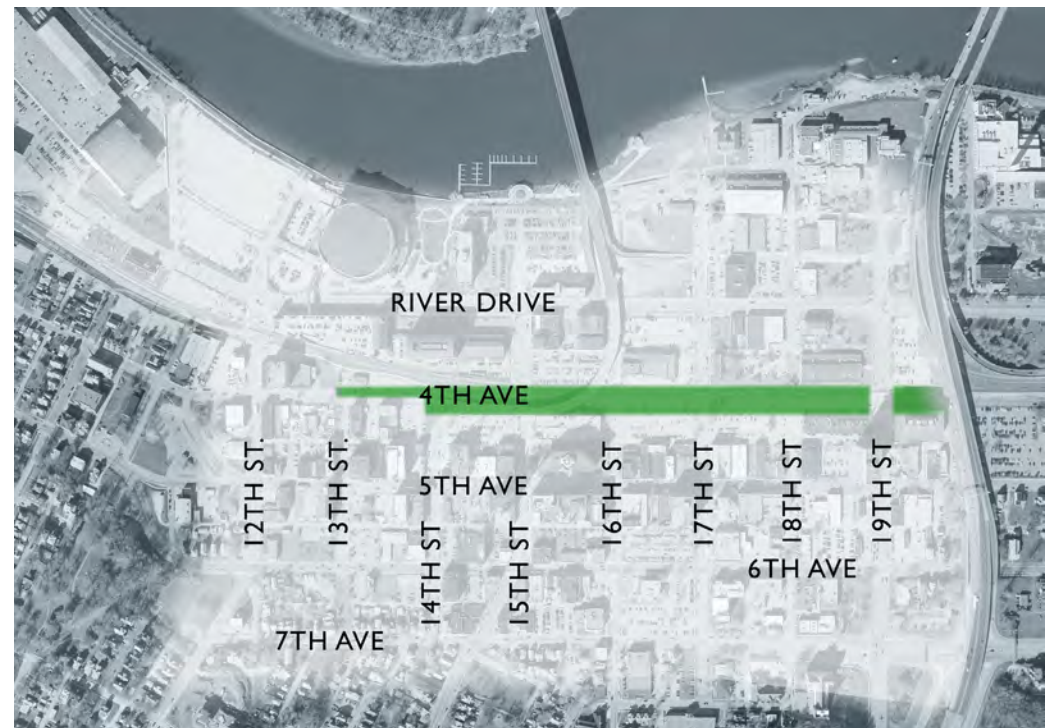 RIVER DRIVE
4TH AVE
12TH ST.
13TH ST.
5TH AVE
14TH ST
15TH ST
16TH ST
17TH ST
18TH ST
19TH ST
6TH AVE
7TH AVE